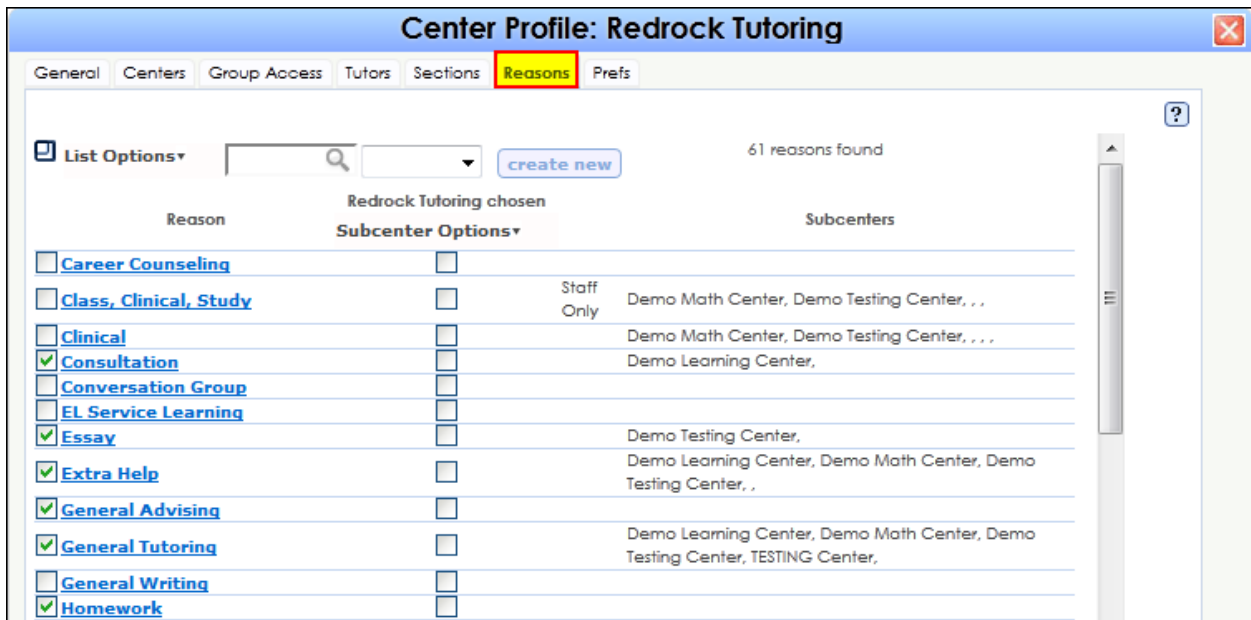 Center Profile: Redrock Tutoring
General Centers Group Access Tutors Sections Reasons Prefs
?
List Options▾ create new 61 reasons found
Redrock Tutoring chosen
Reason Subcenter Options▾ Subcenters
Career Counseling
Class, Clinical, Study Staff Only Demo Math Center, Demo Testing Center, , ,
Clinical Demo Math Center, Demo Testing Center, , , ,
Consultation Demo Learning Center,
Conversation Group
EL Service Learning
Essay Demo Testing Center,
Extra Help Demo Learning Center, Demo Math Center, Demo
Testing Center, ,
General Advising
General Tutoring Demo Learning Center, Demo Math Center, Demo
Testing Center, TESTING Center,
General Writing
Homework